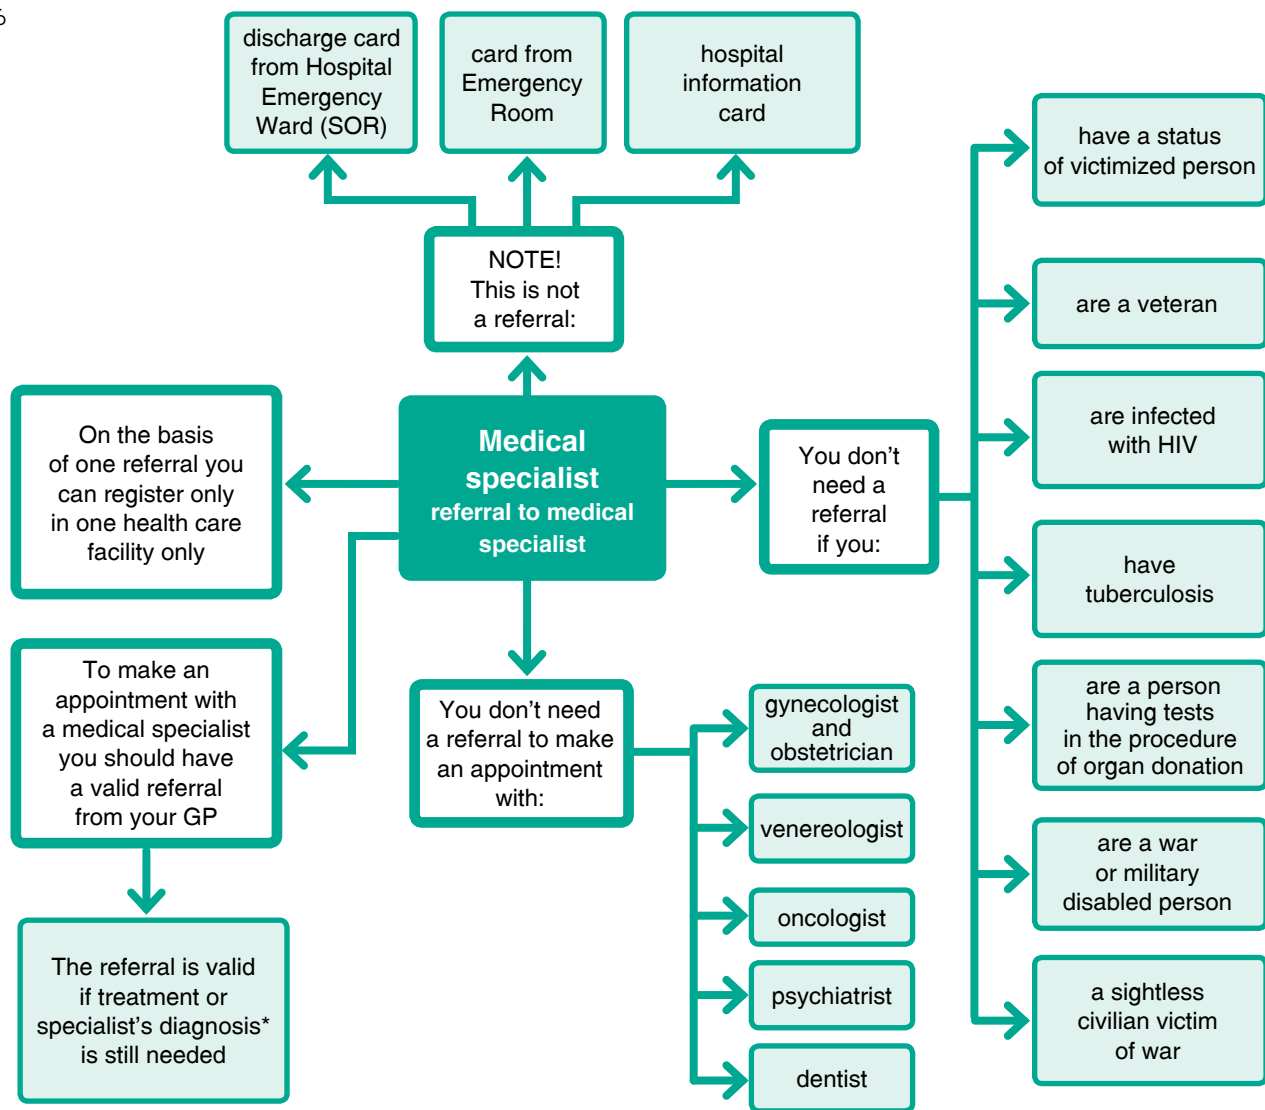 discharge card
from Hospital
Emergency
Ward (SOR)
card from
Emergency
Room
hospital
information
card
NOTE!
This is not
a referral:
Medical
specialist
referral to medical
specialist
On the basis
of one referral you
can register only
in one health care
facility only
To make an
appointment with
a medical specialist
you should have
a valid referral
from your GP
The referral is valid
if treatment or
specialist's diagnosis*
is still needed
You don't need
a referral to make
an appointment
with:
gynecologist
and
obstetrician
venereologist
oncologist
psychiatrist
dentist
You don't
need a
referral
if you:
have a status
of victimized person
are a veteran
are infected
with HIV
have
tuberculosis
are a person
having tests
in the procedure
of organ donation
are a war
or military
disabled person
a sightless
civilian victim
of war